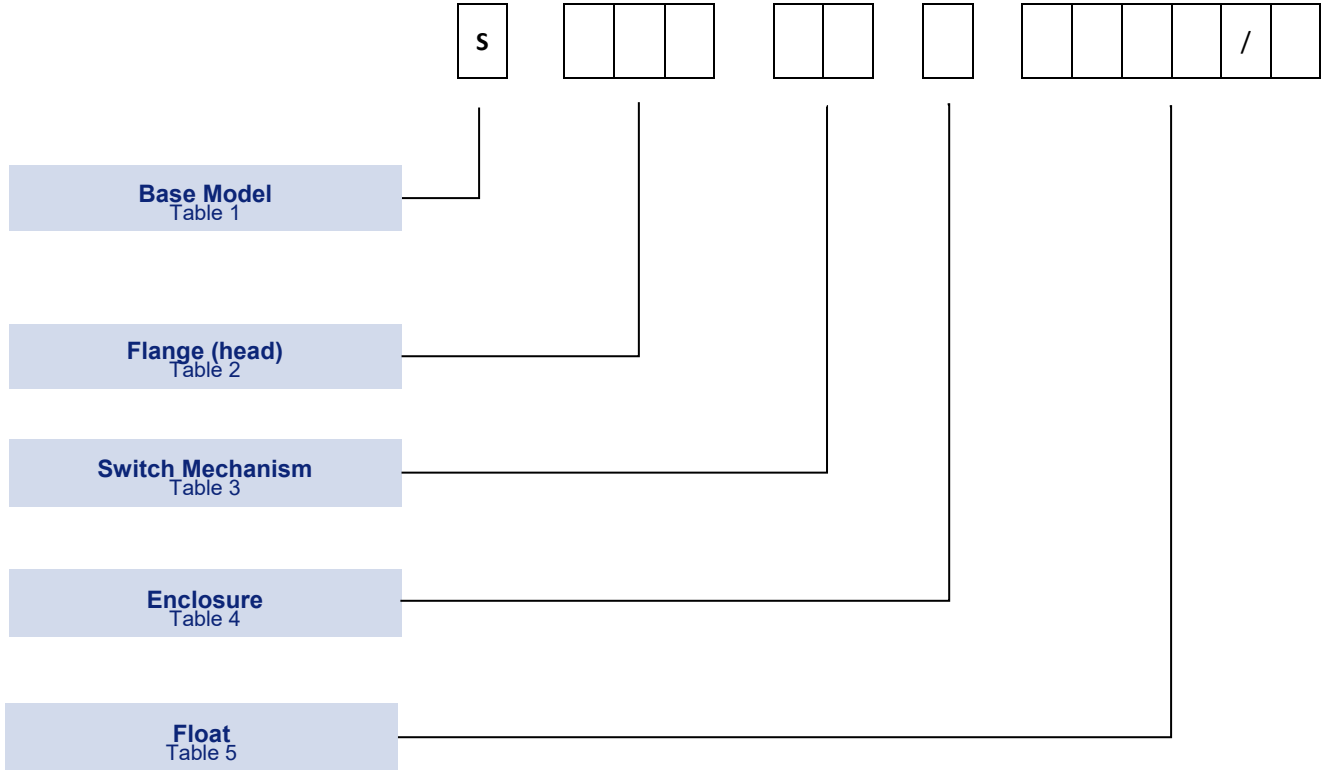 S /
Base Model
Table 1
Flange (head)
Table 2
Switch Mechanism
Table 3
Enclosure
Table 4
Float
Table 5